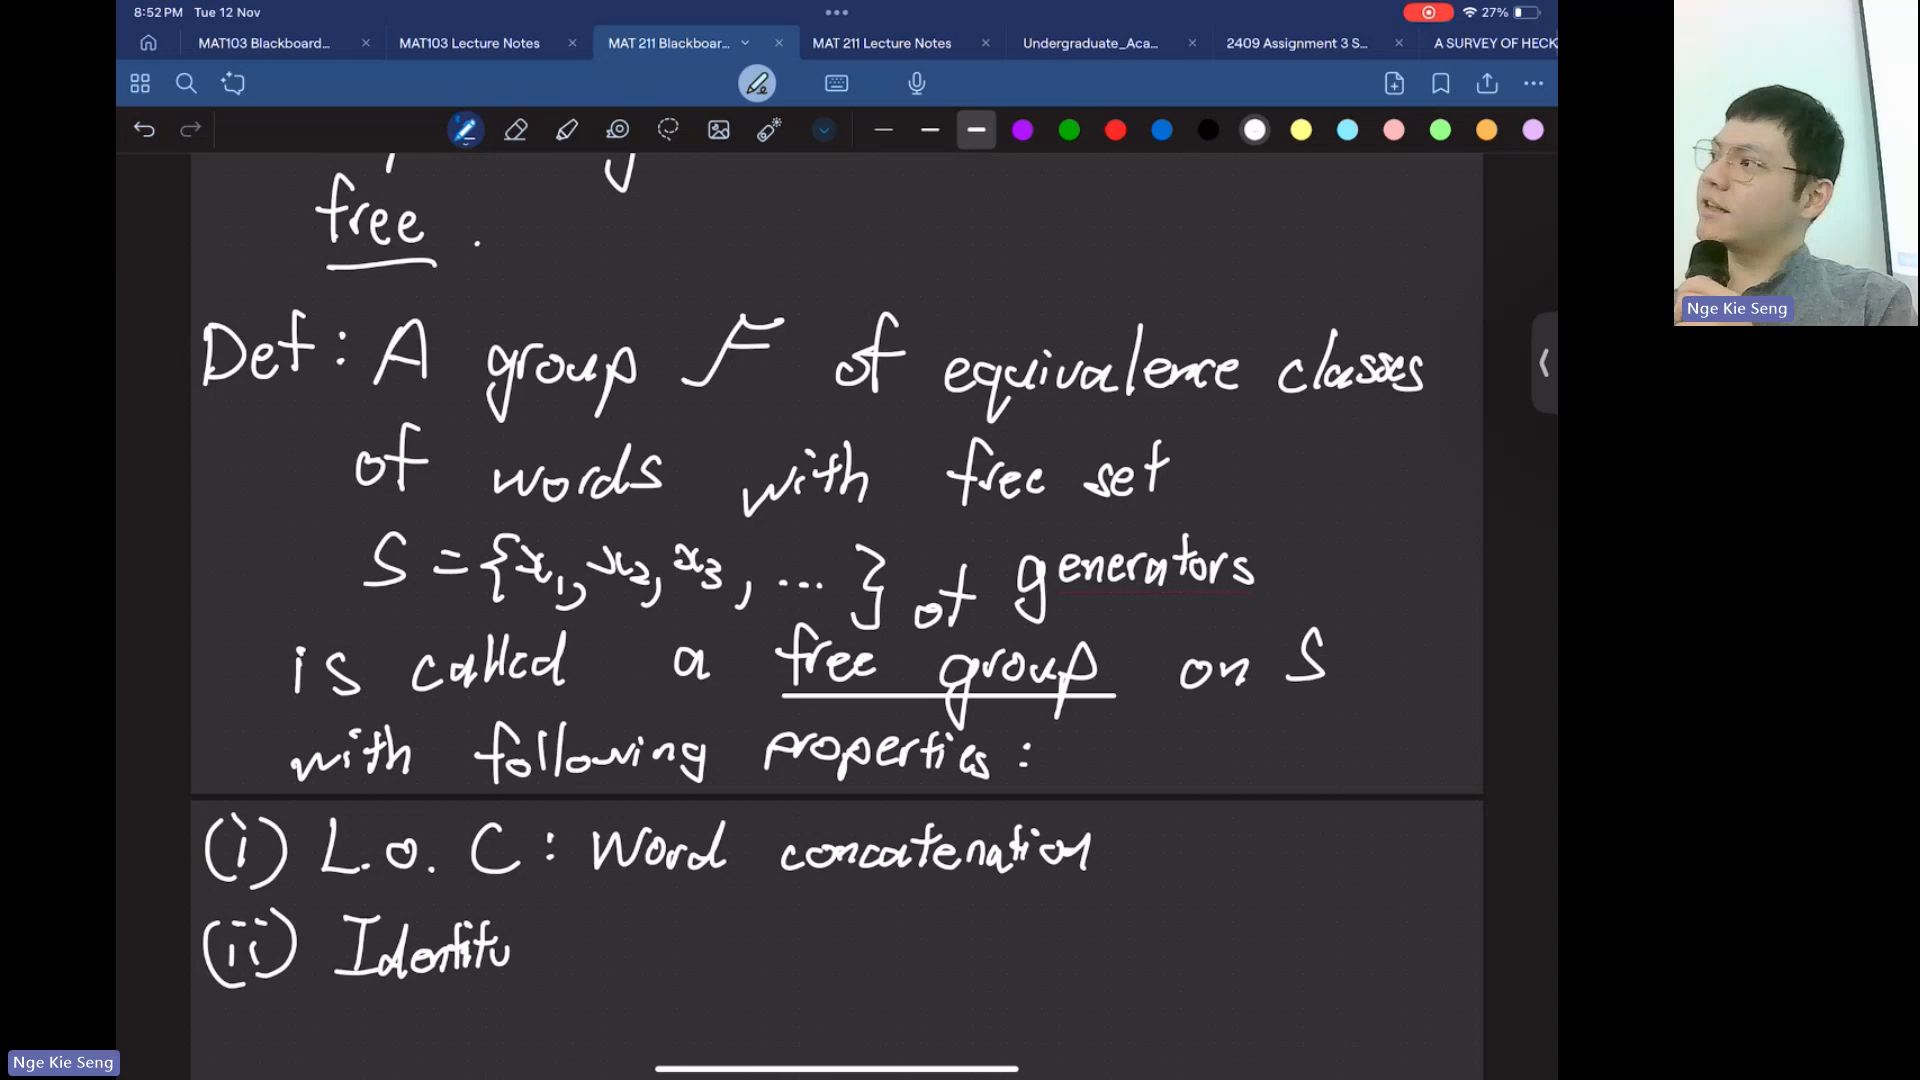 8:52 PM Tue 12 Nov
27%
MAT103 Blackboard...
MAT103 Lecture Notes
MAT 211 Blackboar...
MAT 211 Lecture Notes
Undergraduate_Aca...
2409 Assignment 3 S...
A SURVEY OF HECK
free .
Def: A group F of equivalence classes
of words with free set
S = {x₁, x₂, x₃, ... } of generators
is called a free group on S
with following properties:
(i) L.o. C: Word concatenation
(ii) Identity
Nge Kie Seng
Nge Kie Seng